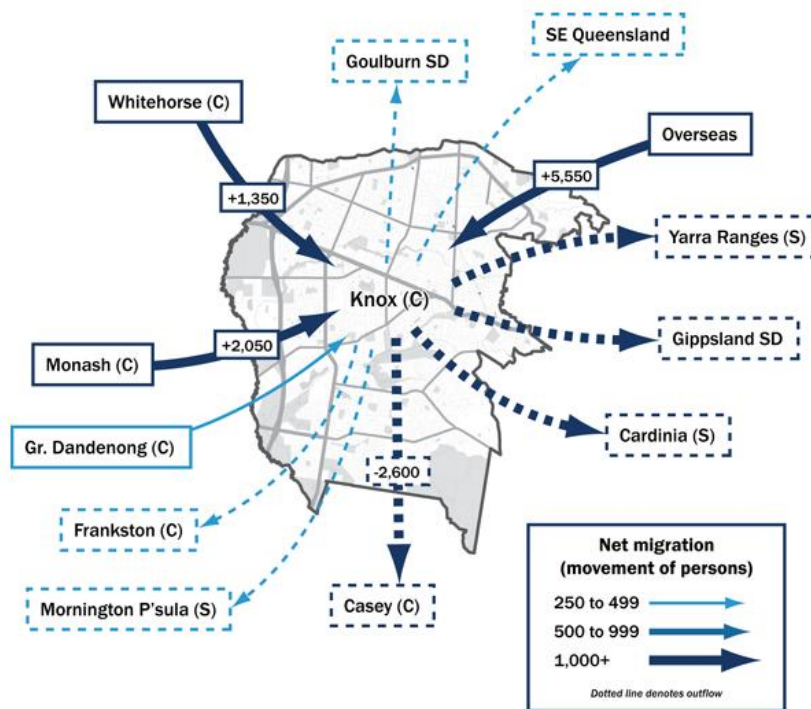 SE Queensland
Goulburn SD
Whitehorse (C)
Overseas
+5,550
+1,350
Yarra Ranges (S)
Knox (C)
Gippsland SD
+2,050
Monash (C)
Cardinia (S)
Gr. Dandenong (C)
-2,600
Frankston (C)
Mornington P'sula (S)
Casey (C)
Net migration
(movement of persons)
250 to 499
500 to 999
1,000+
Dotted line denotes outflow